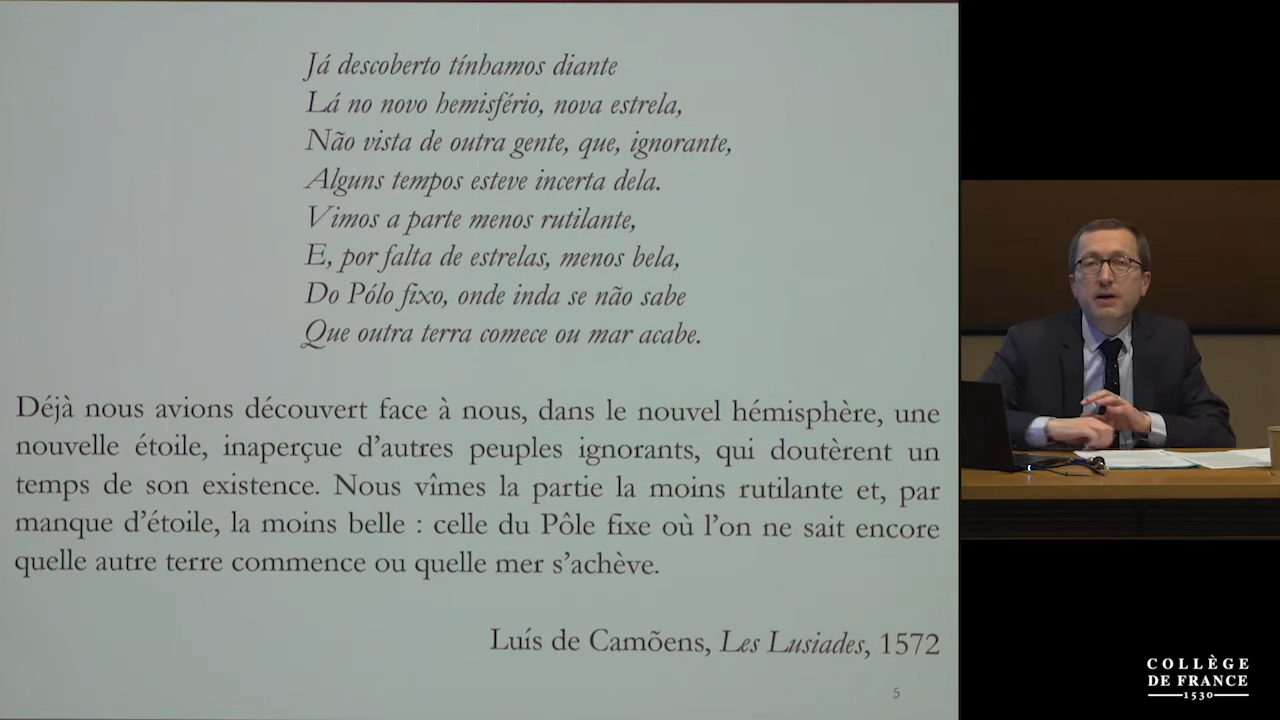 Já descoberto tínhamos diante
Lá no novo hemisfério, nova estrela,
Não vista de outra gente, que, ignorante,
Alguns tempos esteve incerta dela.
Vimos a parte menos rutilante,
E, por falta de estrelas, menos bela,
Do Pólo fixo, onde inda se não sabe
Que outra terra comece ou mar acabe.
Déjà nous avions découvert face à nous, dans le nouvel hémisphère, une
nouvelle étoile, inaperçue d’autres peuples ignorants, qui doutèrent un
temps de son existence. Nous vîmes la partie la moins rutilante et, par
manque d’étoile, la moins belle : celle du Pôle fixe où l’on ne sait encore
quelle autre terre commence ou quelle mer s’achève.
Luís de Camõens, Les Lusiades, 1572
5
COLLÈGE
DE FRANCE
1530